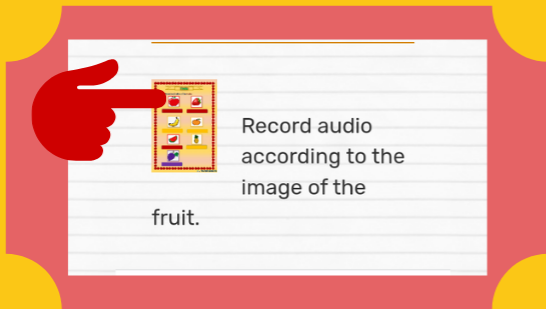 Record audio
according to the
image of the
fruit.